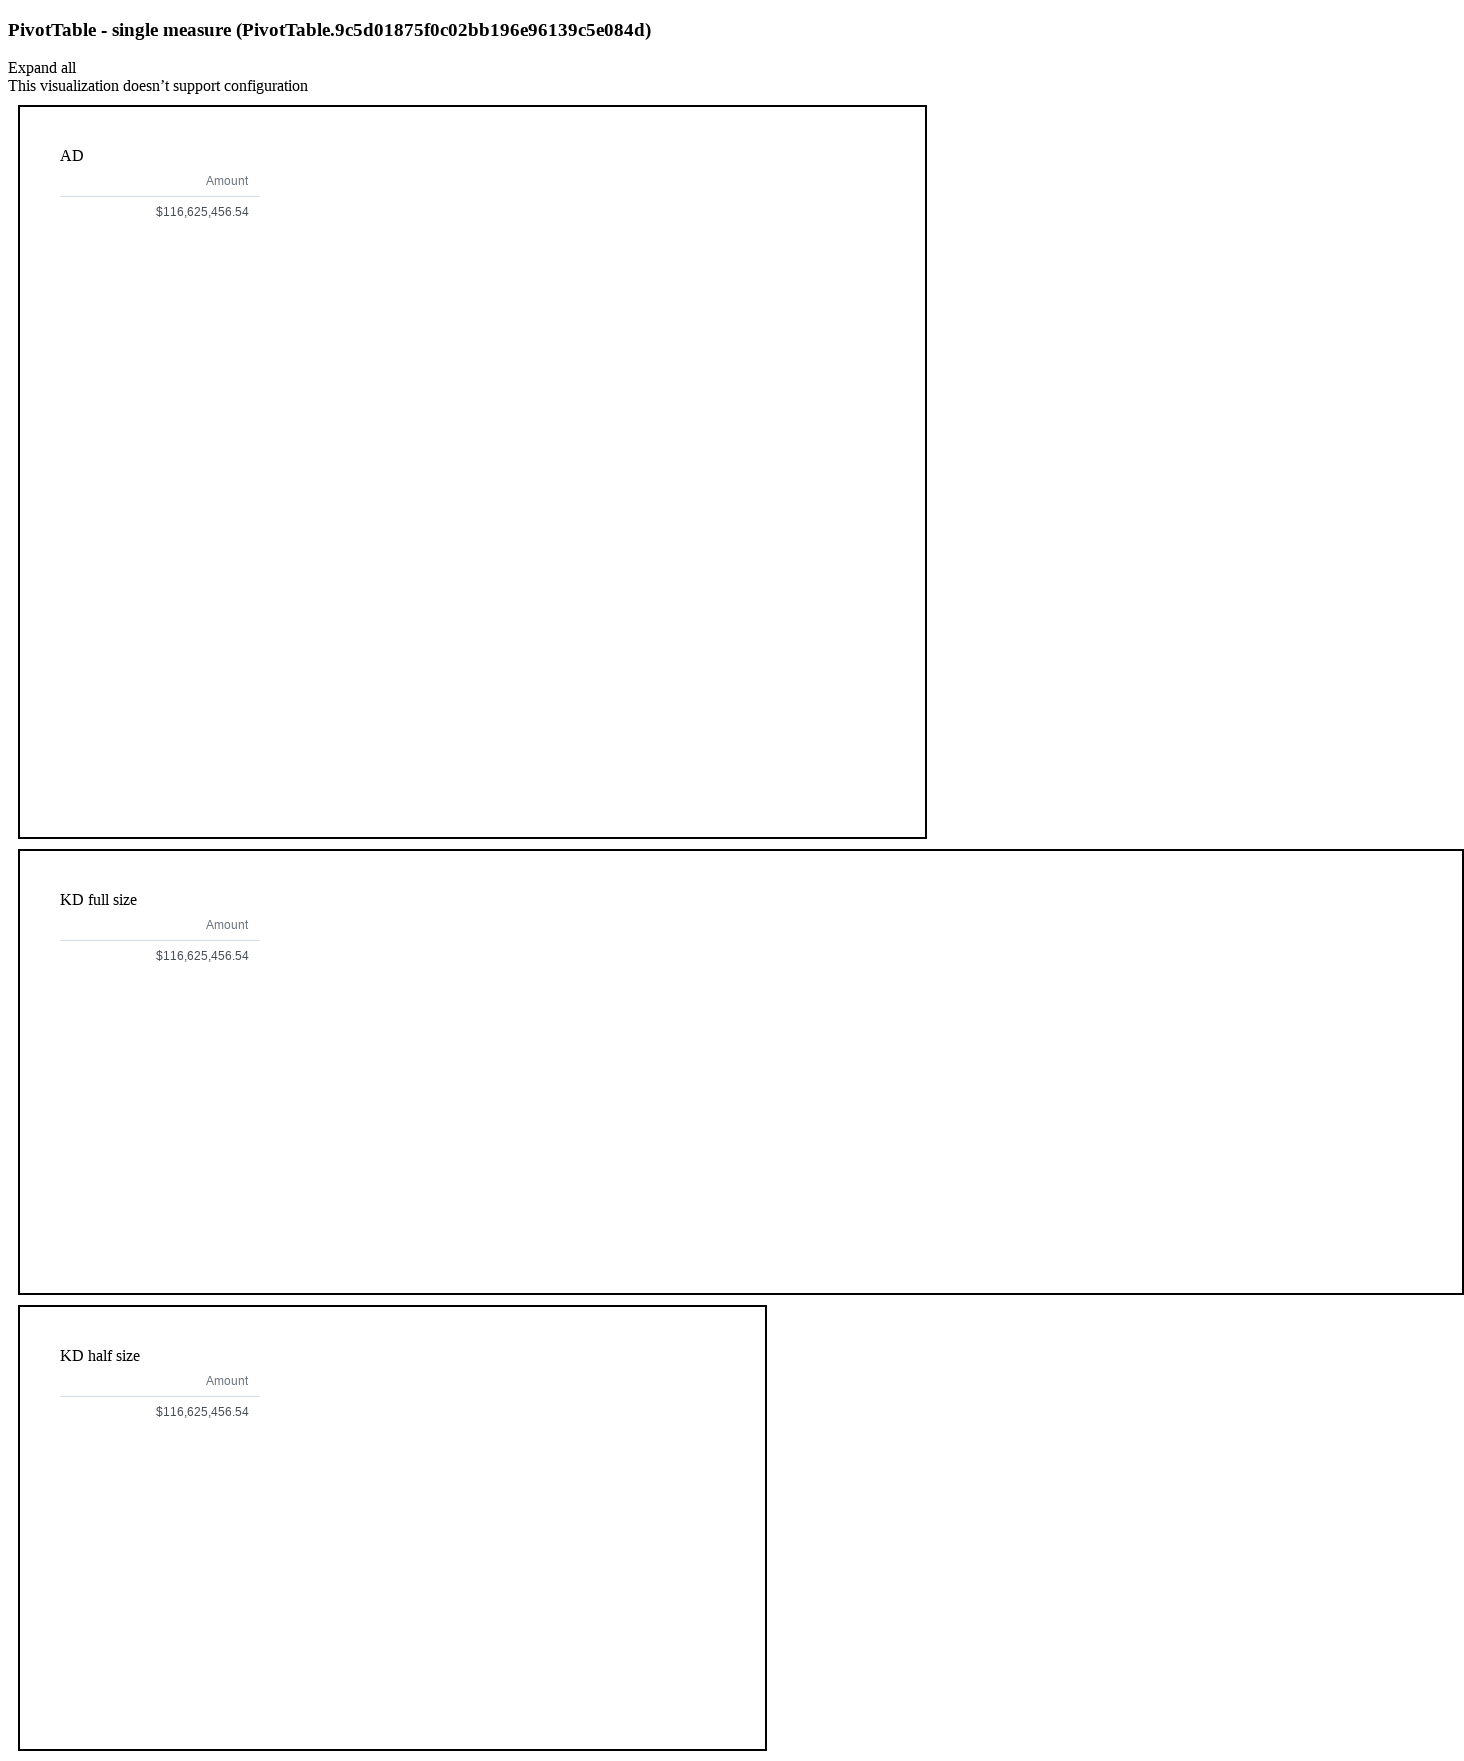 PivotTable - single measure (PivotTable.9c5d01875f0c02bb196e96139c5e084d)
Expand all
This visualization doesn’t support configuration
AD
Amount
$116,625,456.54
KD full size
Amount
$116,625,456.54
KD half size
Amount
$116,625,456.54